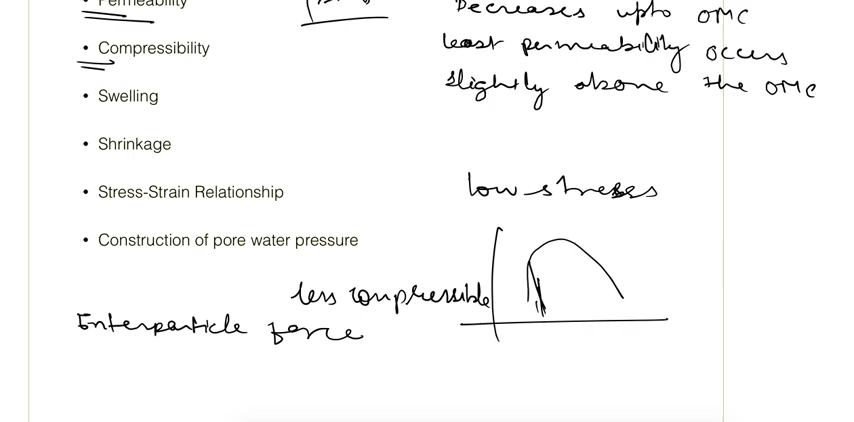 • Permeability
Decreases upto OMC
• Compressibility
least permeability occurs
slightly above the OMC
• Swelling
• Shrinkage
• Stress-Strain Relationship
low stresses
• Construction of pore water pressure
less compressible
Enterparticle force